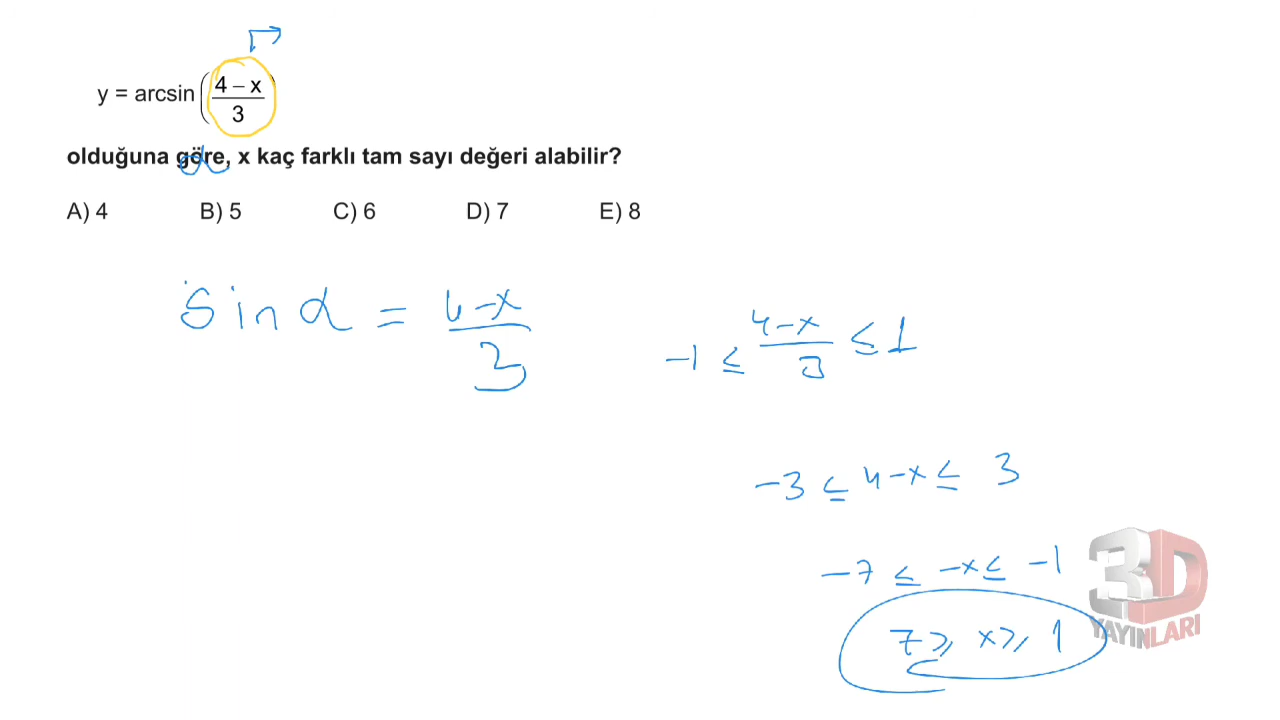 y = arcsin (4 – x / 3)
olduğuna göre, x kaç farklı tam sayı değeri alabilir?
A) 4 B) 5 C) 6 D) 7 E) 8
α
sin α = 4-x / 3
-1 ≤ 4-x / 3 ≤ 1
-3 ≤ 4-x ≤ 3
-7 ≤ -x ≤ -1
7 ≥ x ≥ 1
3D
YAYINLARI